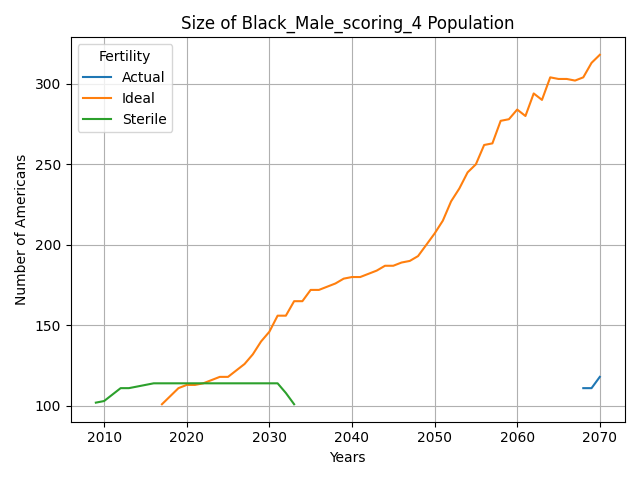 Size of Black_Male_scoring_4 Population
Fertility
Actual
Ideal
Sterile
Number of Americans
300
250
200
150
100
2010
2020
2030
2040
2050
2060
2070
Years